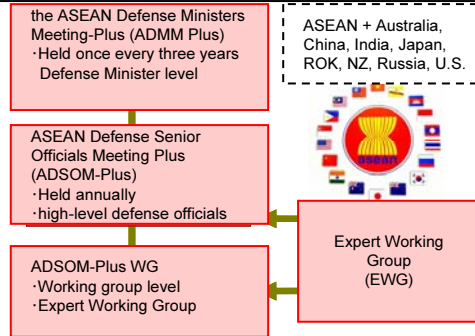 the ASEAN Defense Ministers
Meeting-Plus (ADMM Plus)
・Held once every three years
Defense Minister level
ASEAN + Australia,
China, India, Japan,
ROK, NZ, Russia, U.S.
asean
ASEAN Defense Senior
Officials Meeting Plus
(ADSOM-Plus)
・Held annually
・high-level defense officials
ADSOM-Plus WG
・Working group level
・Expert Working Group
Expert Working
Group
(EWG)